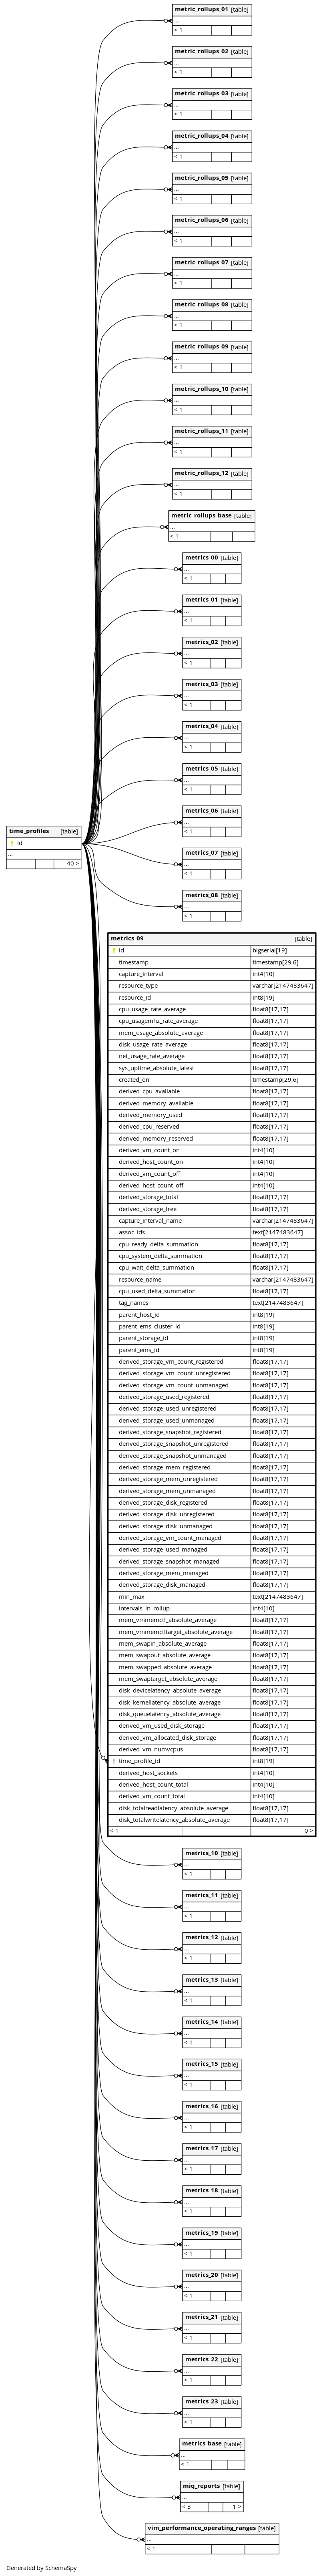 metric_rollups_01 [table]
...
< 1
metric_rollups_02 [table]
...
< 1
metric_rollups_03 [table]
...
< 1
metric_rollups_04 [table]
...
< 1
metric_rollups_05 [table]
...
< 1
metric_rollups_06 [table]
...
< 1
metric_rollups_07 [table]
...
< 1
metric_rollups_08 [table]
...
< 1
metric_rollups_09 [table]
...
< 1
metric_rollups_10 [table]
...
< 1
metric_rollups_11 [table]
...
< 1
metric_rollups_12 [table]
...
< 1
metric_rollups_base [table]
...
< 1
metrics_00 [table]
...
< 1
metrics_01 [table]
...
< 1
metrics_02 [table]
...
< 1
metrics_03 [table]
...
< 1
metrics_04 [table]
...
< 1
metrics_05 [table]
...
< 1
metrics_06 [table]
...
< 1
time_profiles [table]
id
...
40 >
metrics_07 [table]
...
< 1
metrics_08 [table]
...
< 1
metrics_09 [table]
id bigserial[19]
timestamp timestamp[29,6]
capture_interval int4[10]
resource_type varchar[2147483647]
resource_id int8[19]
cpu_usage_rate_average float8[17,17]
cpu_usagemhz_rate_average float8[17,17]
mem_usage_absolute_average float8[17,17]
disk_usage_rate_average float8[17,17]
net_usage_rate_average float8[17,17]
sys_uptime_absolute_latest float8[17,17]
created_on timestamp[29,6]
derived_cpu_available float8[17,17]
derived_memory_available float8[17,17]
derived_memory_used float8[17,17]
derived_cpu_reserved float8[17,17]
derived_memory_reserved float8[17,17]
derived_vm_count_on int4[10]
derived_host_count_on int4[10]
derived_vm_count_off int4[10]
derived_host_count_off int4[10]
derived_storage_total float8[17,17]
derived_storage_free float8[17,17]
capture_interval_name varchar[2147483647]
assoc_ids text[2147483647]
cpu_ready_delta_summation float8[17,17]
cpu_system_delta_summation float8[17,17]
cpu_wait_delta_summation float8[17,17]
resource_name varchar[2147483647]
cpu_used_delta_summation float8[17,17]
tag_names text[2147483647]
parent_host_id int8[19]
parent_ems_cluster_id int8[19]
parent_storage_id int8[19]
parent_ems_id int8[19]
derived_storage_vm_count_registered float8[17,17]
derived_storage_vm_count_unregistered float8[17,17]
derived_storage_vm_count_unmanaged float8[17,17]
derived_storage_used_registered float8[17,17]
derived_storage_used_unregistered float8[17,17]
derived_storage_used_unmanaged float8[17,17]
derived_storage_snapshot_registered float8[17,17]
derived_storage_snapshot_unregistered float8[17,17]
derived_storage_snapshot_unmanaged float8[17,17]
derived_storage_mem_registered float8[17,17]
derived_storage_mem_unregistered float8[17,17]
derived_storage_mem_unmanaged float8[17,17]
derived_storage_disk_registered float8[17,17]
derived_storage_disk_unregistered float8[17,17]
derived_storage_disk_unmanaged float8[17,17]
derived_storage_vm_count_managed float8[17,17]
derived_storage_used_managed float8[17,17]
derived_storage_snapshot_managed float8[17,17]
derived_storage_mem_managed float8[17,17]
derived_storage_disk_managed float8[17,17]
min_max text[2147483647]
intervals_in_rollup int4[10]
mem_vmmemctl_absolute_average float8[17,17]
mem_vmmemctltarget_absolute_average float8[17,17]
mem_swapin_absolute_average float8[17,17]
mem_swapout_absolute_average float8[17,17]
mem_swapped_absolute_average float8[17,17]
mem_swaptarget_absolute_average float8[17,17]
disk_devicelatency_absolute_average float8[17,17]
disk_kernellatency_absolute_average float8[17,17]
disk_queuelatency_absolute_average float8[17,17]
derived_vm_used_disk_storage float8[17,17]
derived_vm_allocated_disk_storage float8[17,17]
derived_vm_numvcpus float8[17,17]
time_profile_id int8[19]
derived_host_sockets int4[10]
derived_host_count_total int4[10]
derived_vm_count_total int4[10]
disk_totalreadlatency_absolute_average float8[17,17]
disk_totalwritelatency_absolute_average float8[17,17]
< 1 0 >
metrics_10 [table]
...
< 1
metrics_11 [table]
...
< 1
metrics_12 [table]
...
< 1
metrics_13 [table]
...
< 1
metrics_14 [table]
...
< 1
metrics_15 [table]
...
< 1
metrics_16 [table]
...
< 1
metrics_17 [table]
...
< 1
metrics_18 [table]
...
< 1
metrics_19 [table]
...
< 1
metrics_20 [table]
...
< 1
metrics_21 [table]
...
< 1
metrics_22 [table]
...
< 1
metrics_23 [table]
...
< 1
metrics_base [table]
...
< 1
miq_reports [table]
...
< 3 1 >
vim_performance_operating_ranges [table]
...
< 1
Generated by SchemaSpy